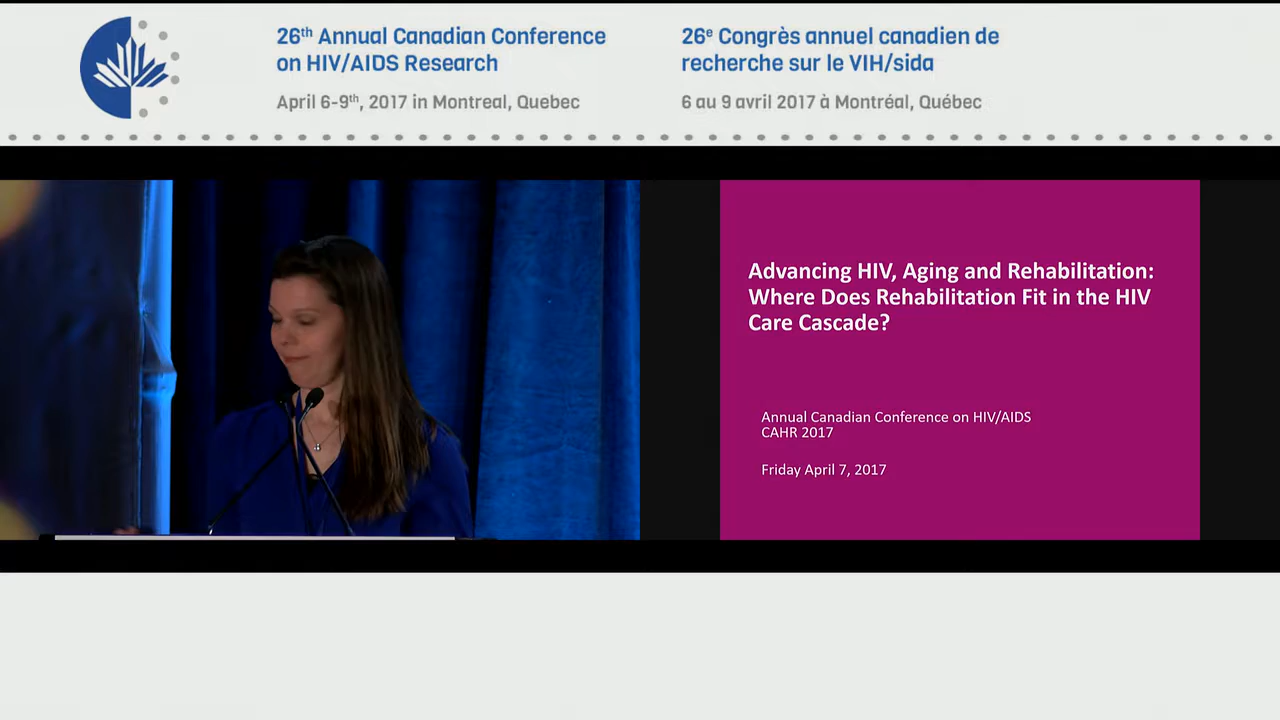 26th Annual Canadian Conference
on HIV/AIDS Research
April 6-9th, 2017 in Montreal, Quebec
26e Congrès annuel canadien de
recherche sur le VIH/sida
6 au 9 avril 2017 à Montréal, Québec
Advancing HIV, Aging and Rehabilitation:
Where Does Rehabilitation Fit in the HIV
Care Cascade?
Annual Canadian Conference on HIV/AIDS
CAHR 2017
Friday April 7, 2017